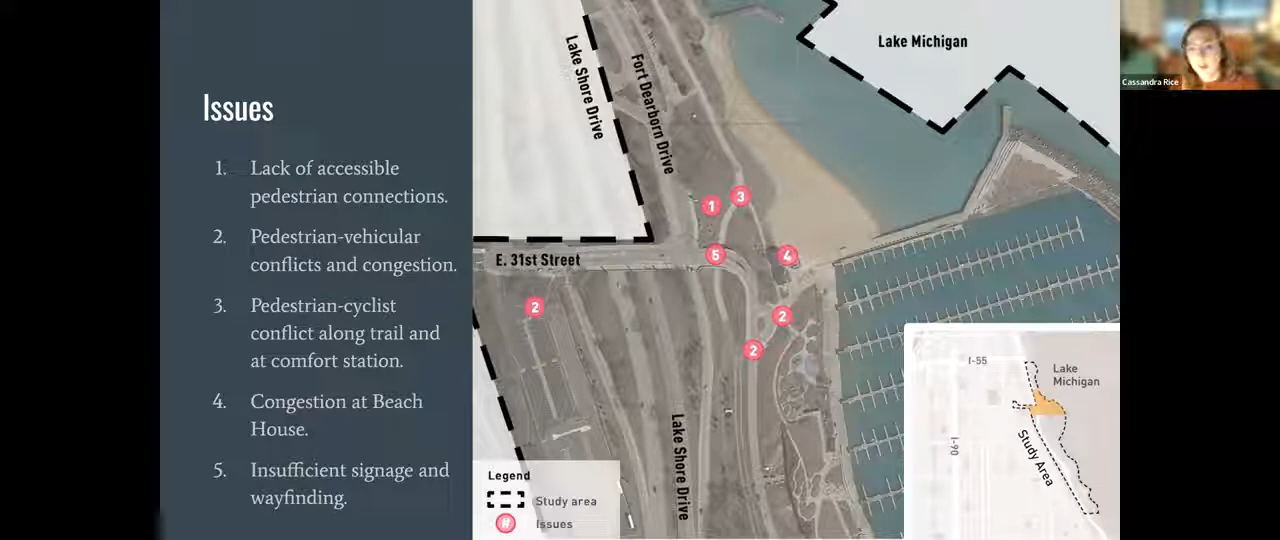 Issues
1. Lack of accessible
pedestrian connections.
2. Pedestrian-vehicular
conflicts and congestion.
3. Pedestrian-cyclist
conflict along trail and
at comfort station.
4. Congestion at Beach
House.
5. Insufficient signage and
wayfinding.
Lake Shore Drive
Fort Dearborn Drive
Lake Michigan
1
3
5
4
E. 31st Street
2
2
2
Lake Shore Drive
Legend
Study area
# Issues
I-55
Lake
Michigan
I-90
Study Area
Cassandra Rice